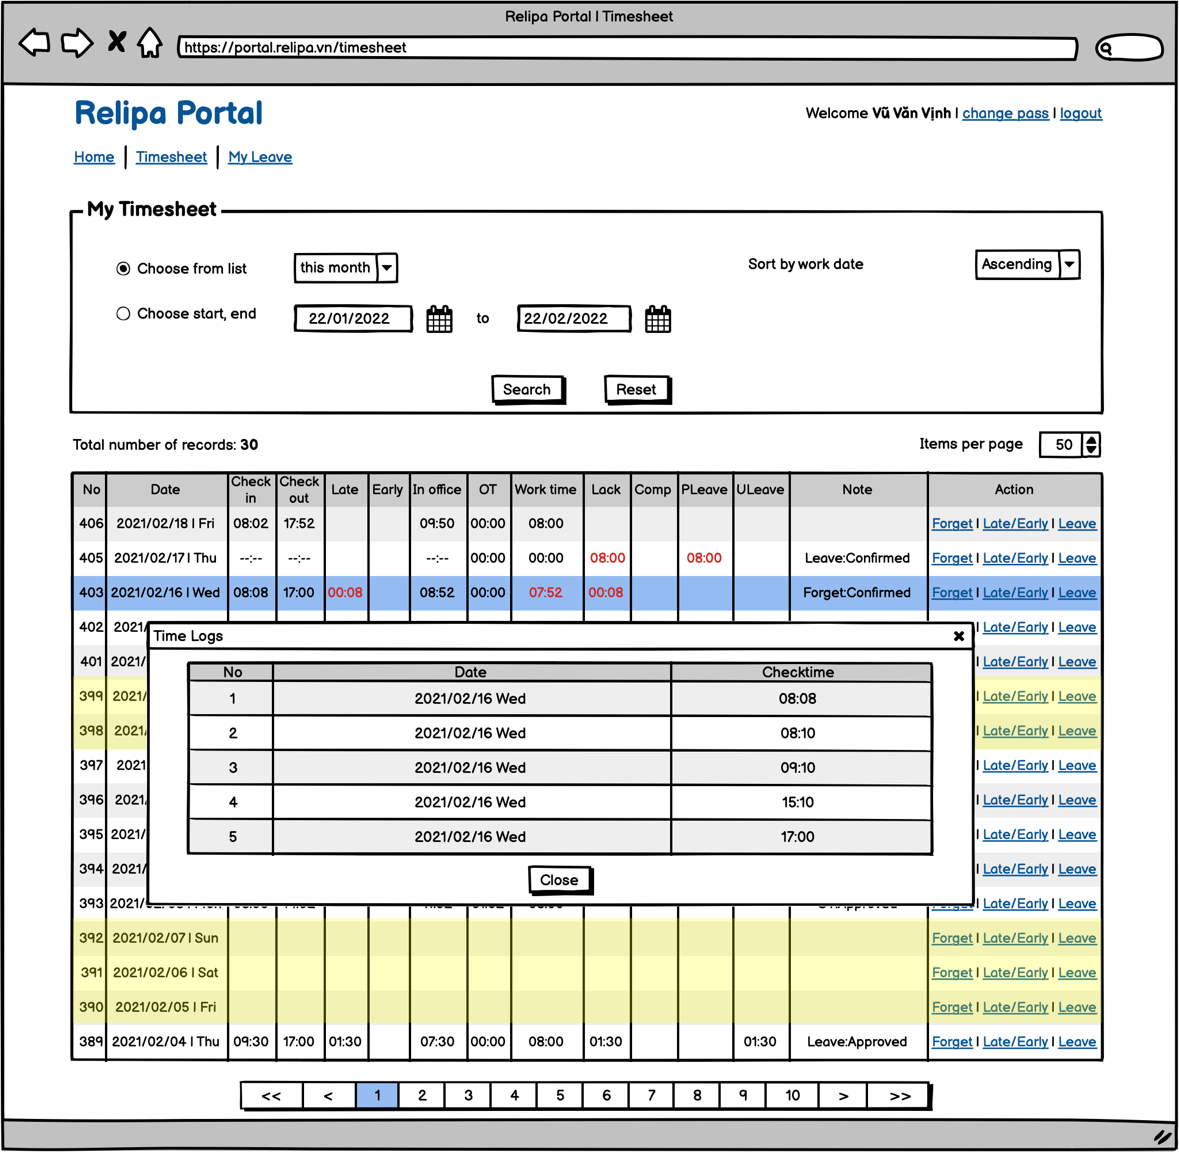 Relipa Portal | Timesheet
https://portal.relipa.vn/timesheet
Relipa Portal
Welcome Vũ Văn Vịnh | change pass | logout
Home | Timesheet | My Leave
My Timesheet
Choose from list this month Sort by work date Ascending
Choose start, end 22/01/2022 to 22/02/2022
Search Reset
Total number of records: 30 Items per page 50
No Date Check in Check out Late Early In office OT Work time Lack Comp PLeave ULeave Note Action
406 2021/02/18 | Fri 08:02 17:52 09:50 00:00 08:00 Forget | Late/Early | Leave
405 2021/02/17 | Thu --:-- --:-- --:-- 00:00 00:00 08:00 08:00 Leave:Confirmed Forget | Late/Early | Leave
403 2021/02/16 | Wed 08:08 17:00 00:08 08:52 00:00 07:52 00:08 Forget:Confirmed Forget | Late/Early | Leave
402 2021/ | Late/Early | Leave
Time Logs
401 2021/ | Late/Early | Leave
No Date Checktime
399 2021/ | Late/Early | Leave
1 2021/02/16 Wed 08:08
398 2021/ | Late/Early | Leave
2 2021/02/16 Wed 08:10
397 2021 | Late/Early | Leave
3 2021/02/16 Wed 09:10
396 2021/ | Late/Early | Leave
4 2021/02/16 Wed 15:10
395 2021/ | Late/Early | Leave
5 2021/02/16 Wed 17:00
394 2021/ | Late/Early | Leave
Close
393 2021/ | Late/Early | Leave
392 2021/02/07 | Sun Forget | Late/Early | Leave
391 2021/02/06 | Sat Forget | Late/Early | Leave
390 2021/02/05 | Fri Forget | Late/Early | Leave
389 2021/02/04 | Thu 09:30 17:00 01:30 07:30 00:00 08:00 01:30 01:30 Leave:Approved Forget | Late/Early | Leave
<< < 1 2 3 4 5 6 7 8 9 10 > >>